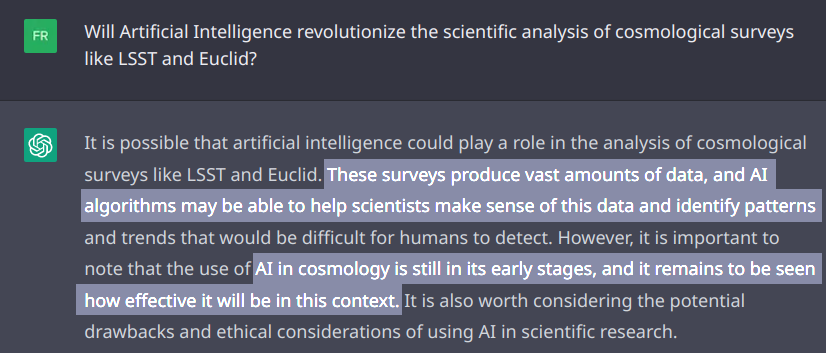 FR
Will Artificial Intelligence revolutionize the scientific analysis of cosmological surveys
like LSST and Euclid?
It is possible that artificial intelligence could play a role in the analysis of cosmological
surveys like LSST and Euclid. These surveys produce vast amounts of data, and AI
algorithms may be able to help scientists make sense of this data and identify patterns
and trends that would be difficult for humans to detect. However, it is important to
note that the use of AI in cosmology is still in its early stages, and it remains to be seen
how effective it will be in this context. It is also worth considering the potential
drawbacks and ethical considerations of using AI in scientific research.